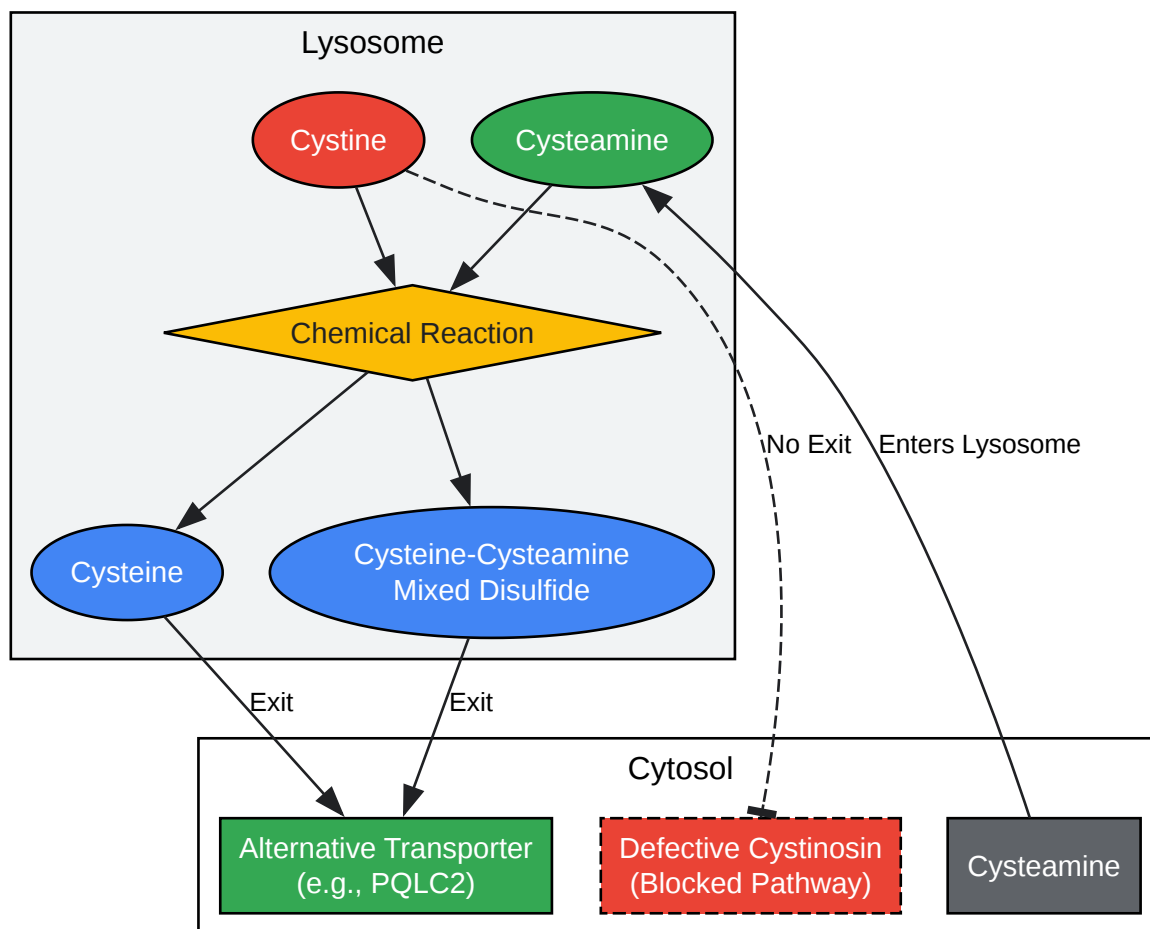 Lysosome
Cystine
Cysteamine
Chemical Reaction
No Exit
Enters Lysosome
Cysteine
Cysteine-Cysteamine
Mixed Disulfide
Exit
Exit
Cytosol
Alternative Transporter
(e.g., PQLC2)
Defective Cystinosin
(Blocked Pathway)
Cysteamine